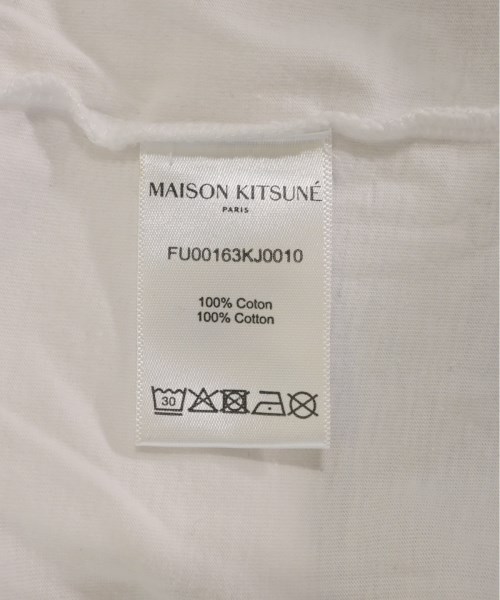 MAISON KITSUNÉ
PARIS
FU00163KJ0010
100% Coton
100% Cotton
30